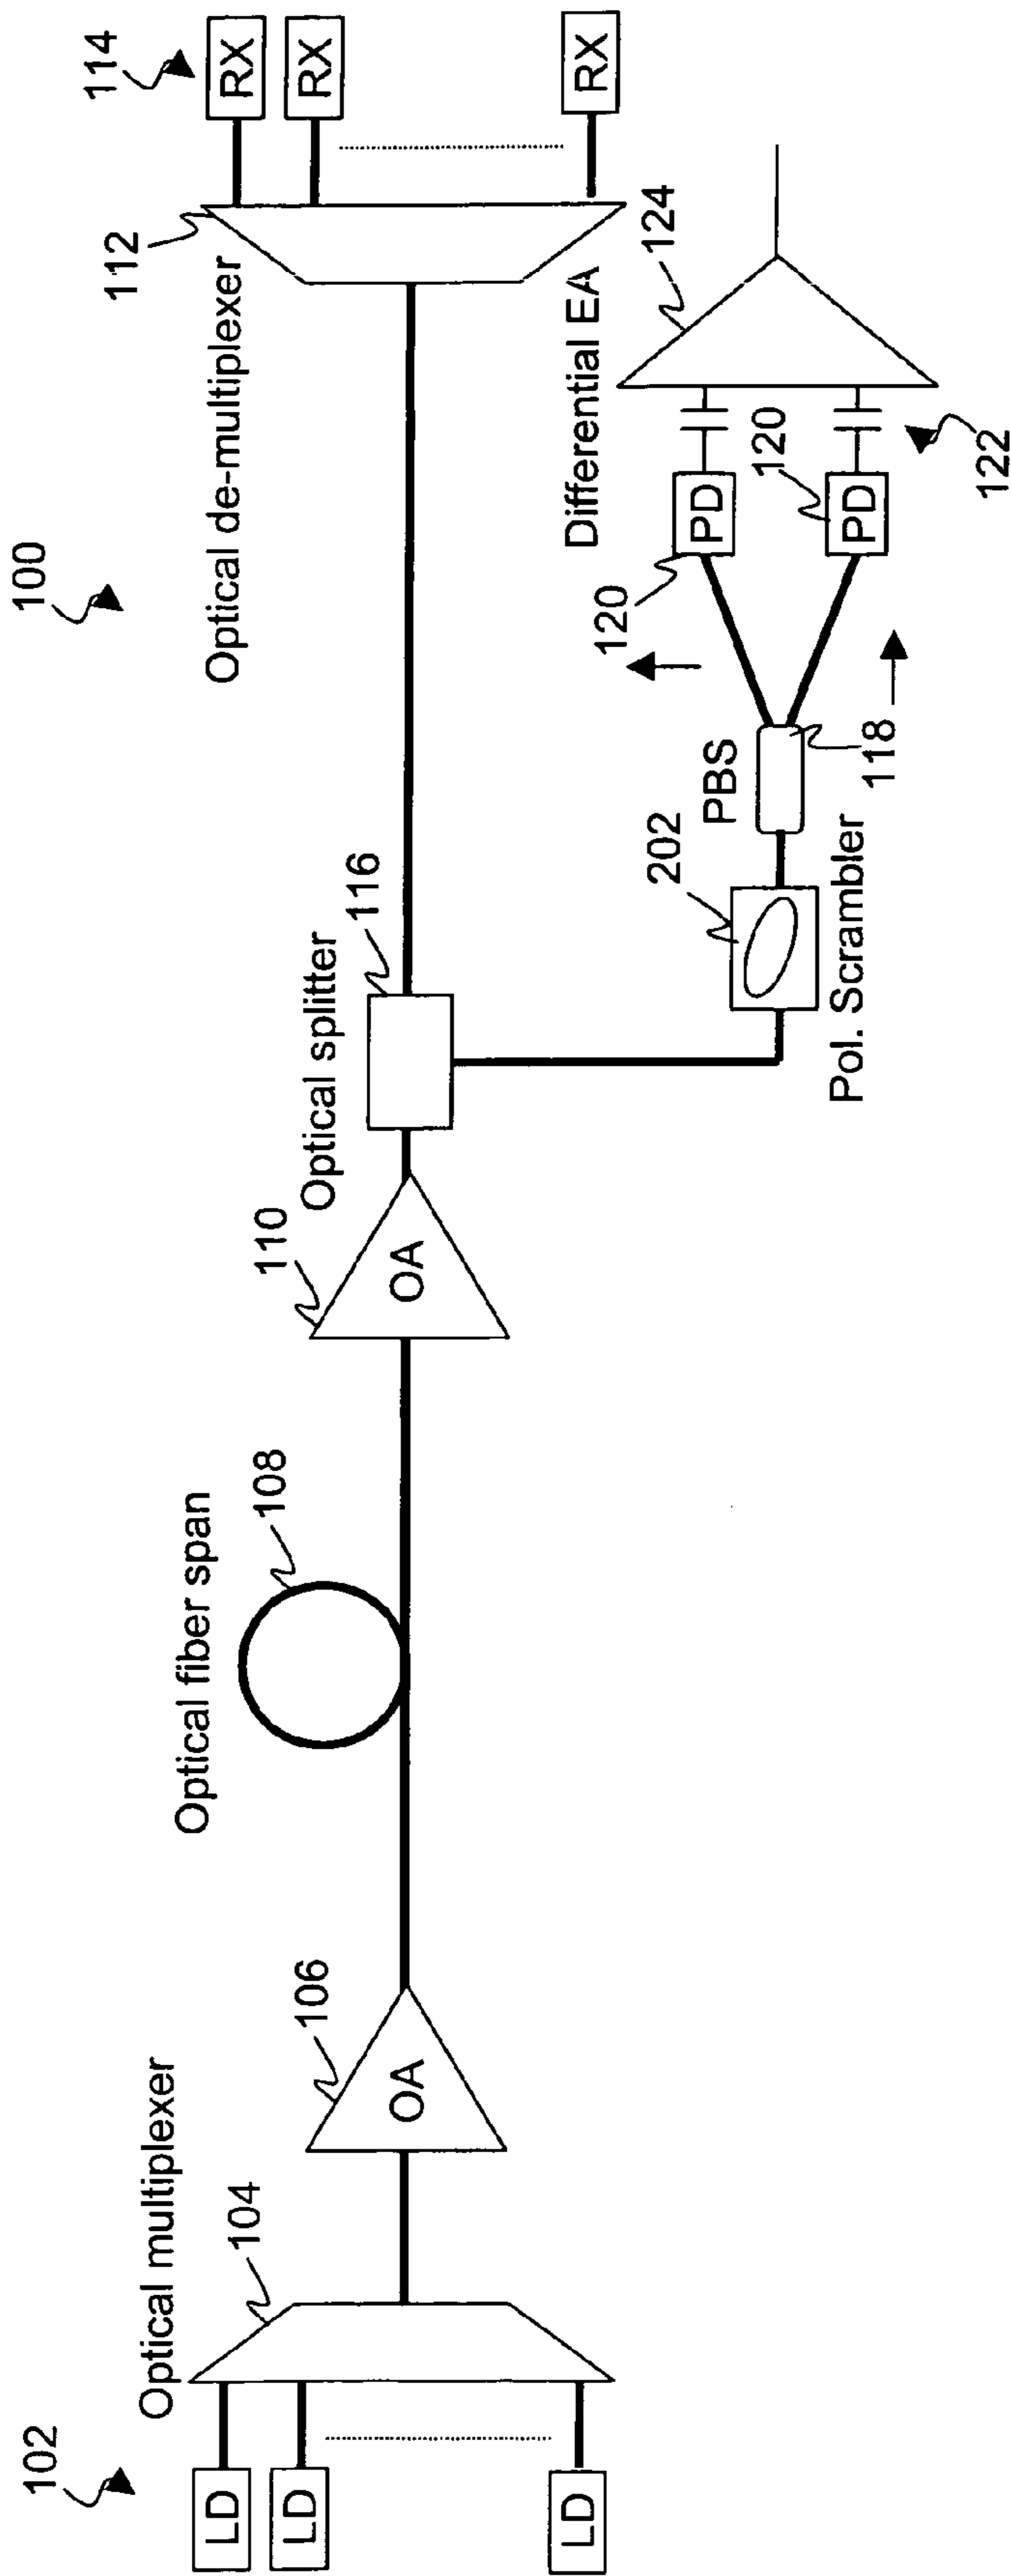 100
102
LD
LD
LD
Optical multiplexer
104
OA
106
Optical fiber span
108
OA
110
Optical splitter
116
Optical de-multiplexer
112
114
RX
RX
RX
202
Pol. Scrambler
PBS
118
120
PD
120
PD
122
Differential EA
124